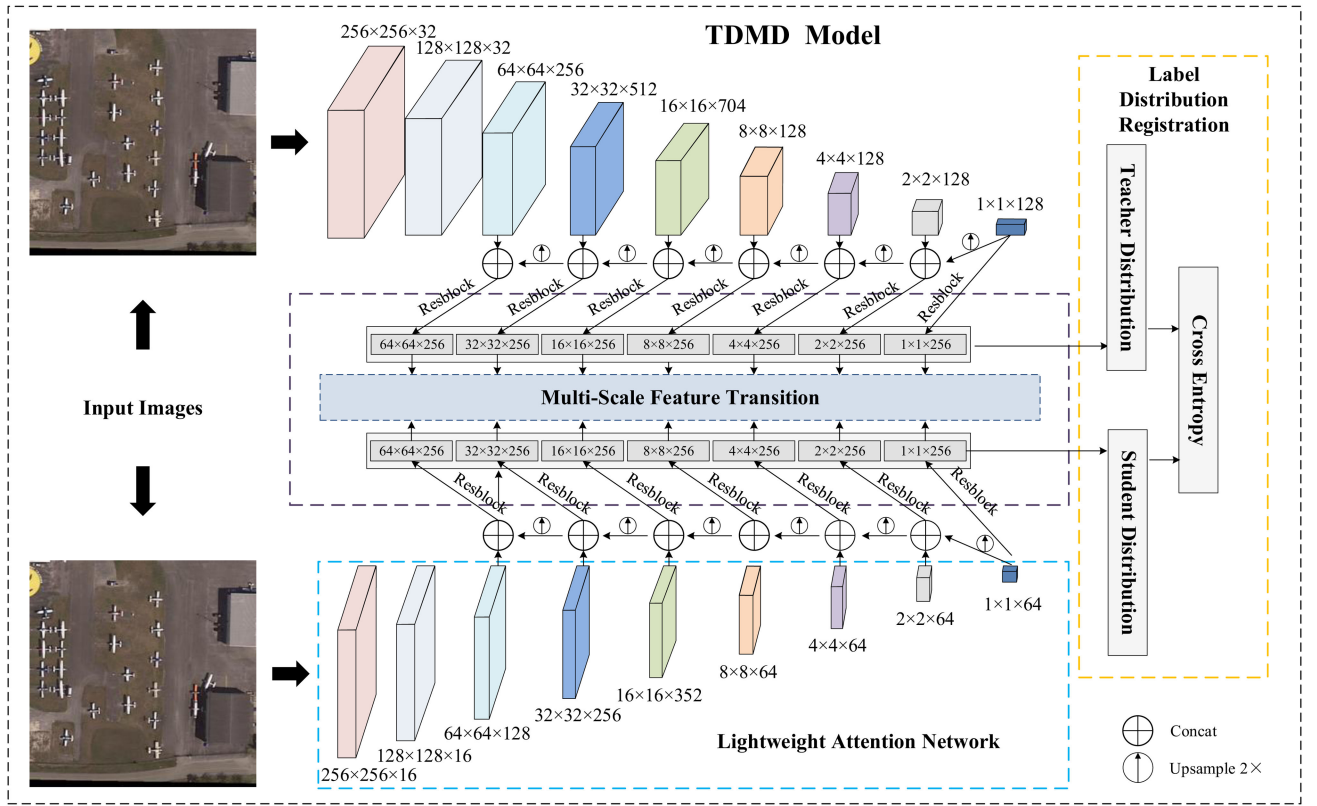 TDMD Model
256×256×32
128×128×32
64×64×256
32×32×512
16×16×704
8×8×128
4×4×128
2×2×128
1×1×128
Resblock Resblock Resblock Resblock Resblock Resblock Resblock
64×64×256 32×32×256 16×16×256 8×8×256 4×4×256 2×2×256 1×1×256
Multi-Scale Feature Transition
64×64×256 32×32×256 16×16×256 8×8×256 4×4×256 2×2×256 1×1×256
Resblock Resblock Resblock Resblock Resblock Resblock Resblock
Input Images
256×256×16
128×128×16
64×64×128
32×32×256
16×16×352
8×8×64
4×4×64
2×2×64
1×1×64
Lightweight Attention Network
Label
Distribution
Registration
Teacher Distribution
Student Distribution
Cross Entropy
Concat
Upsample 2×